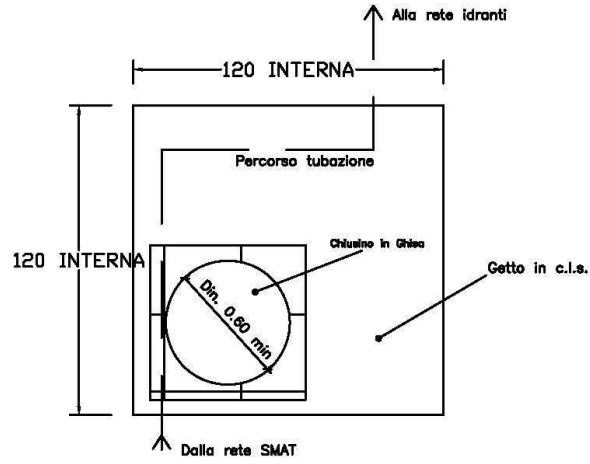 Alla rete idranti
120 INTERNA
Percorso tubazione
Chiusino in Ghisa
120 INTERNA
Getto in c.l.s.
Din. 0.60 min
Dalla rete SMAT